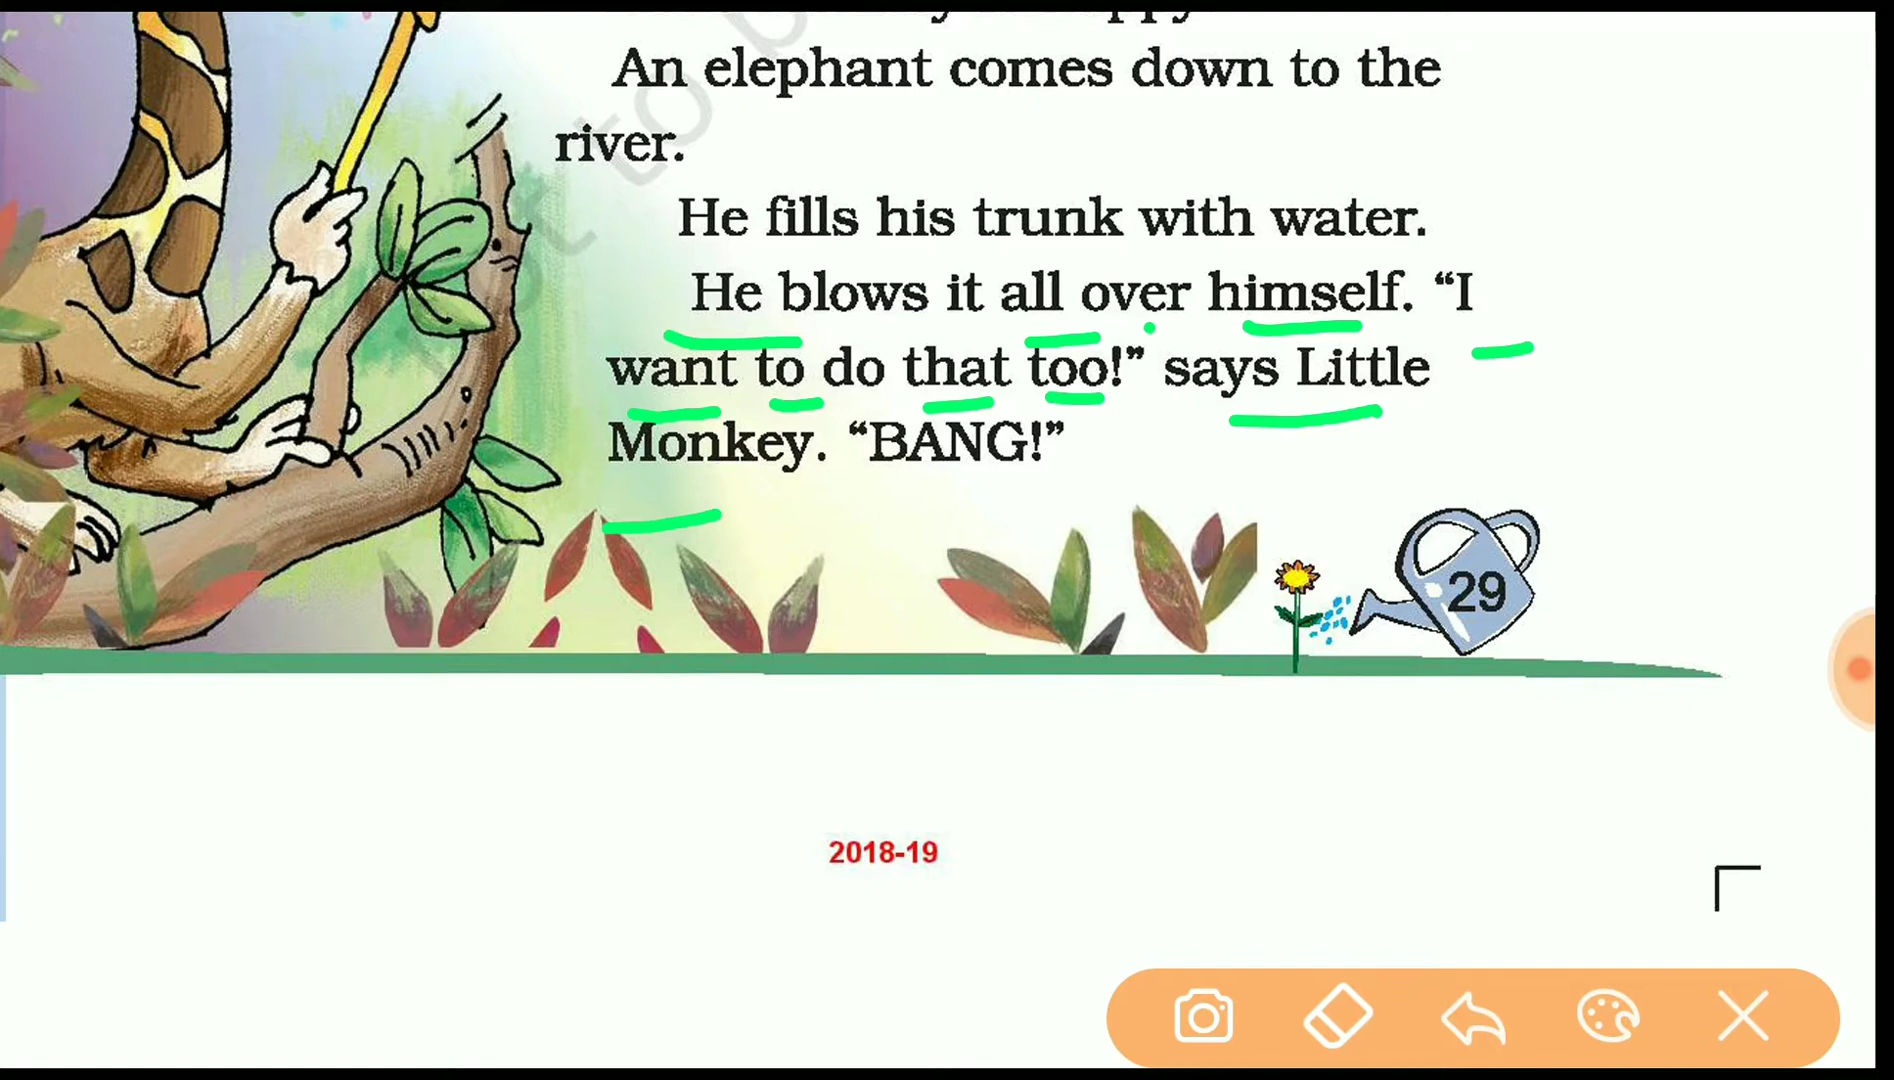 An elephant comes down to the
river.
He fills his trunk with water.
He blows it all over himself. “I
want to do that too!” says Little
Monkey. “BANG!”
29
2018-19